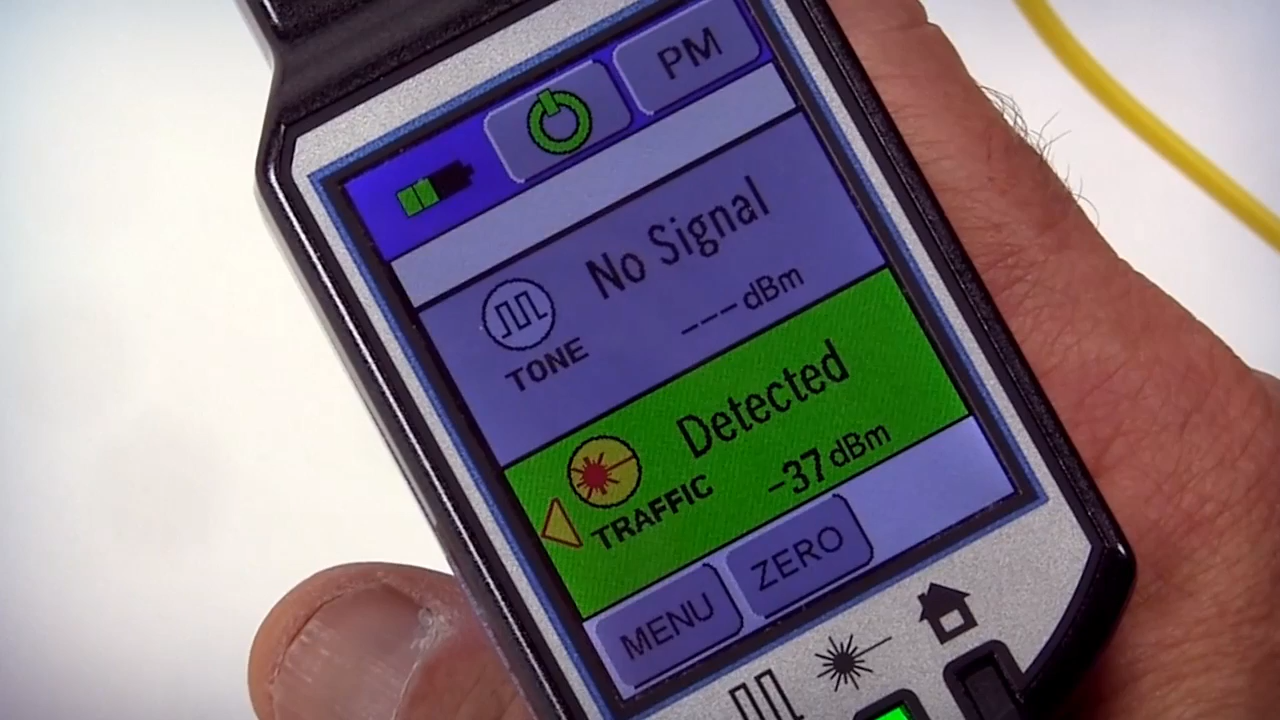 PM
No Signal
---dBm
TONE
Detected
-37dBm
TRAFFIC
MENU
ZERO